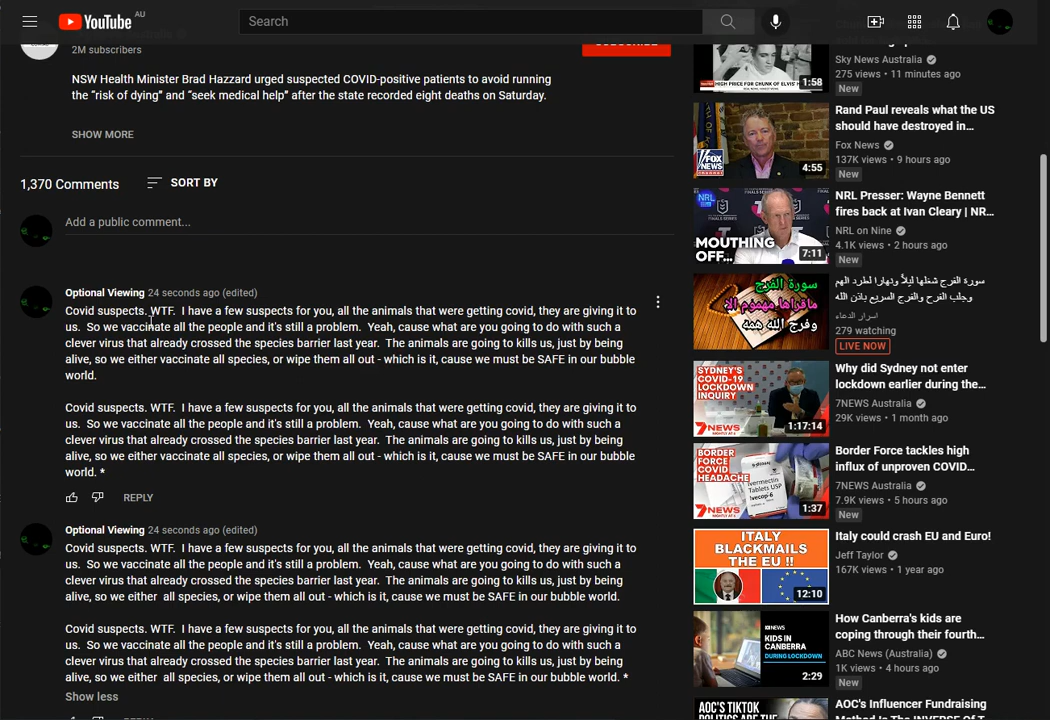 YouTube AU
Search
2M subscribers
NSW Health Minister Brad Hazzard urged suspected COVID-positive patients to avoid running
the “risk of dying” and “seek medical help” after the state recorded eight deaths on Saturday.
SHOW MORE
1,370 Comments
SORT BY
Add a public comment...
Optional Viewing 24 seconds ago (edited)
Covid suspects. WTF.  I have a few suspects for you, all the animals that were getting covid, they are giving it to
us.  So we vaccinate all the people and it's still a problem.  Yeah, cause what are you going to do with such a
clever virus that already crossed the species barrier last year.  The animals are going to kills us, just by being
alive, so we either vaccinate all species, or wipe them all out - which is it, cause we must be SAFE in our bubble
world.
Covid suspects. WTF.  I have a few suspects for you, all the animals that were getting covid, they are giving it to
us.  So we vaccinate all the people and it's still a problem.  Yeah, cause what are you going to do with such a
clever virus that already crossed the species barrier last year.  The animals are going to kills us, just by being
alive, so we either vaccinate all species, or wipe them all out - which is it, cause we must be SAFE in our bubble
world. *
REPLY
Optional Viewing 24 seconds ago (edited)
Covid suspects. WTF.  I have a few suspects for you, all the animals that were getting covid, they are giving it to
us.  So we vaccinate all the people and it's still a problem.  Yeah, cause what are you going to do with such a
clever virus that already crossed the species barrier last year.  The animals are going to kills us, just by being
alive, so we either  all species, or wipe them all out - which is it, cause we must be SAFE in our bubble world.
Covid suspects. WTF.  I have a few suspects for you, all the animals that were getting covid, they are giving it to
us.  So we vaccinate all the people and it's still a problem.  Yeah, cause what are you going to do with such a
clever virus that already crossed the species barrier last year.  The animals are going to kills us, just by being
alive, so we either  all species, or wipe them all out - which is it, cause we must be SAFE in our bubble world. *
Show less
HIGH PRICE FOR CHUNK OF ELVIS'
1:58
Sky News Australia
275 views • 11 minutes ago
New
FOX NEWS
4:55
Rand Paul reveals what the US
should have destroyed in...
Fox News
137K views • 9 hours ago
New
NRL
MOUTHING
OFF...
7:11
NRL Presser: Wayne Bennett
fires back at Ivan Cleary | NR...
NRL on Nine
4.1K views • 2 hours ago
New
سورة الفرج
ماقراها مهموم الا
وفرج الله همه
سورة الفرج شغلها ليلاً ونهارا لطرد الهم
وجلب الفرح والفرج السريع باذن الله
اسرار الدعاء
279 watching
LIVE NOW
SYDNEY'S
COVID-19
LOCKDOWN
INQUIRY
7NEWS
1:17:14
Why did Sydney not enter
lockdown earlier during the...
7NEWS Australia
29K views • 1 month ago
BORDER
FORCE
COVID
HEADACHE
Ivermectin
Tablets USP
Ivecop-6
7NEWS
1:37
Border Force tackles high
influx of unproven COVID...
7NEWS Australia
7.9K views • 5 hours ago
New
ITALY
BLACKMAILS
THE EU !!
12:10
Italy could crash EU and Euro!
Jeff Taylor
167K views • 1 year ago
NEWS
KIDS IN
CANBERRA
DURING LOCKDOWN
2:29
How Canberra's kids are
coping through their fourth...
ABC News (Australia)
1K views • 4 hours ago
New
AOC'S TIKTOK
AOC's Influencer Fundraising